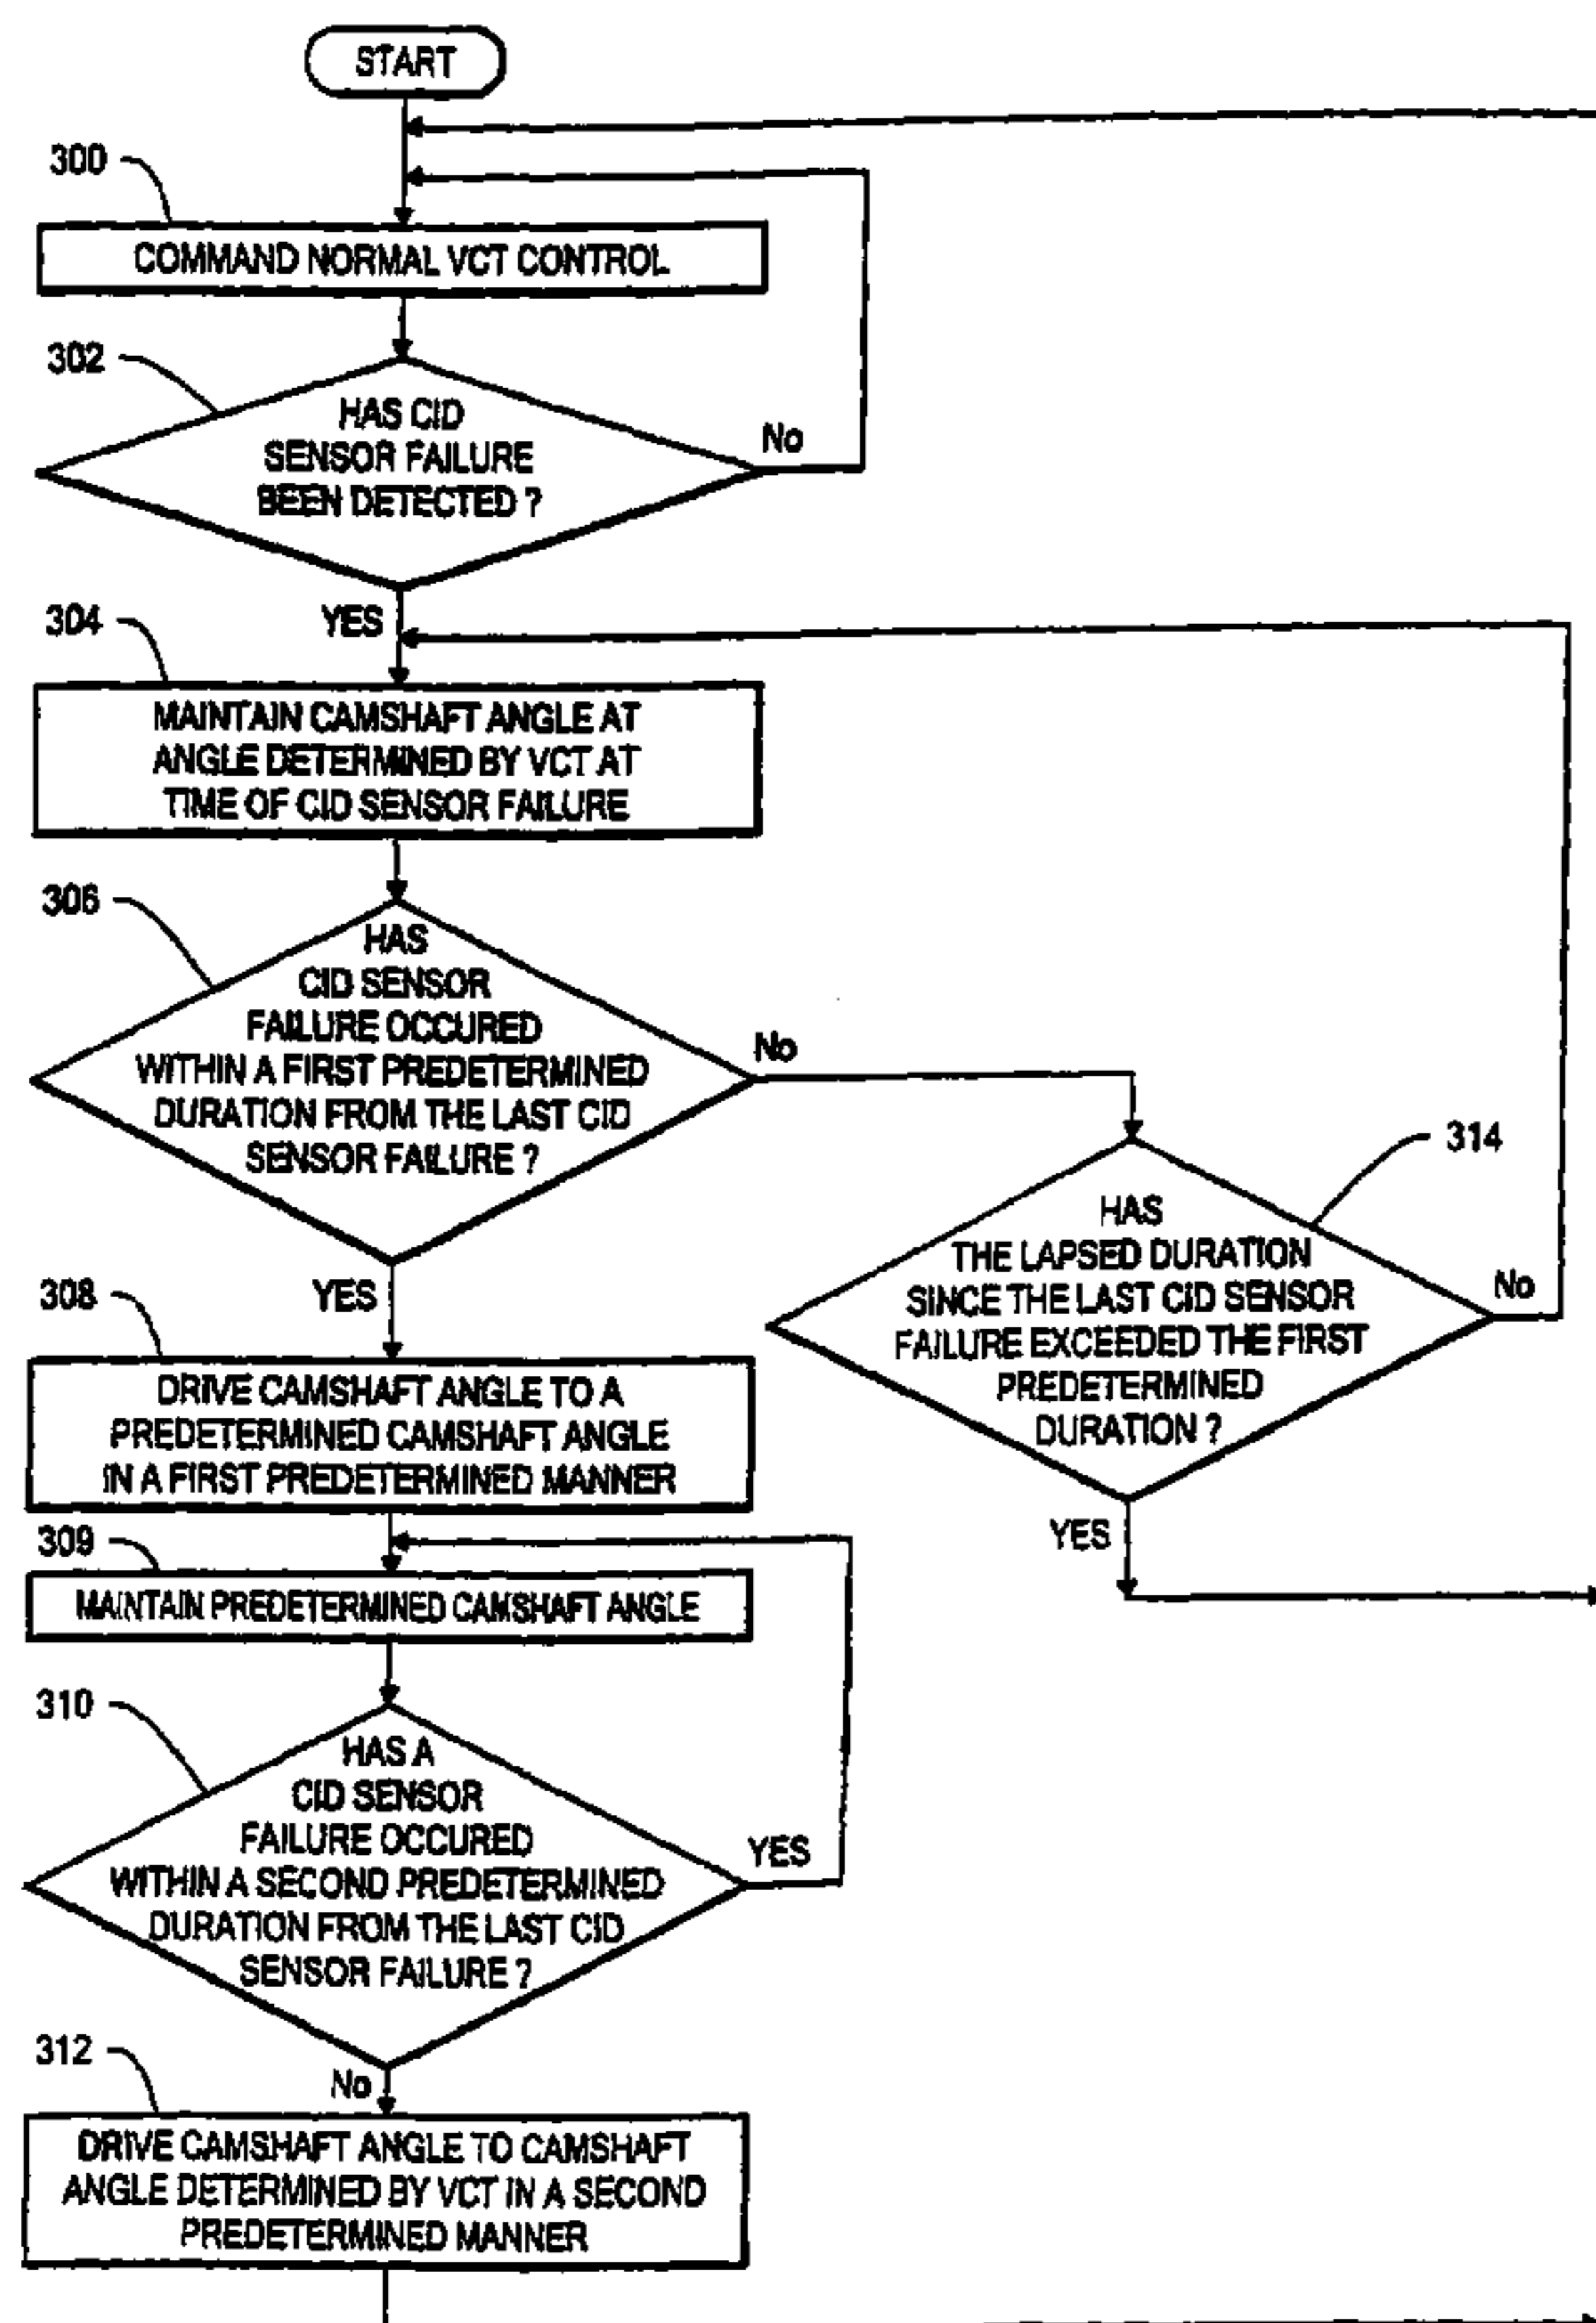 START
300
COMMAND NORMAL VCT CONTROL
302
HAS CID
SENSOR FAILURE
BEEN DETECTED ?
No
YES
304
MAINTAIN CAMSHAFT ANGLE AT
ANGLE DETERMINED BY VCT AT
TIME OF CID SENSOR FAILURE
306
HAS
CID SENSOR
FAILURE OCCURED
WITHIN A FIRST PREDETERMINED
DURATION FROM THE LAST CID
SENSOR FAILURE ?
No
YES
314
HAS
THE LAPSED DURATION
SINCE THE LAST CID SENSOR
FAILURE EXCEEDED THE FIRST
PREDETERMINED
DURATION ?
No
YES
308
DRIVE CAMSHAFT ANGLE TO A
PREDETERMINED CAMSHAFT ANGLE
IN A FIRST PREDETERMINED MANNER
309
MAINTAIN PREDETERMINED CAMSHAFT ANGLE
310
HAS A
CID SENSOR
FAILURE OCCURED
WITHIN A SECOND PREDETERMINED
DURATION FROM THE LAST CID
SENSOR FAILURE ?
YES
No
312
DRIVE CAMSHAFT ANGLE TO CAMSHAFT
ANGLE DETERMINED BY VCT IN A SECOND
PREDETERMINED MANNER